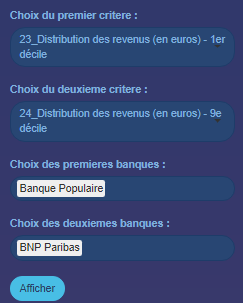 Choix du premier critere :
23_Distribution des revenus (en euros) - 1er
décile
Choix du deuxieme critere :
24_Distribution des revenus (en euros) - 9e
décile
Choix des premieres banques :
Banque Populaire
Choix des deuxiemes banques :
BNP Paribas
Afficher